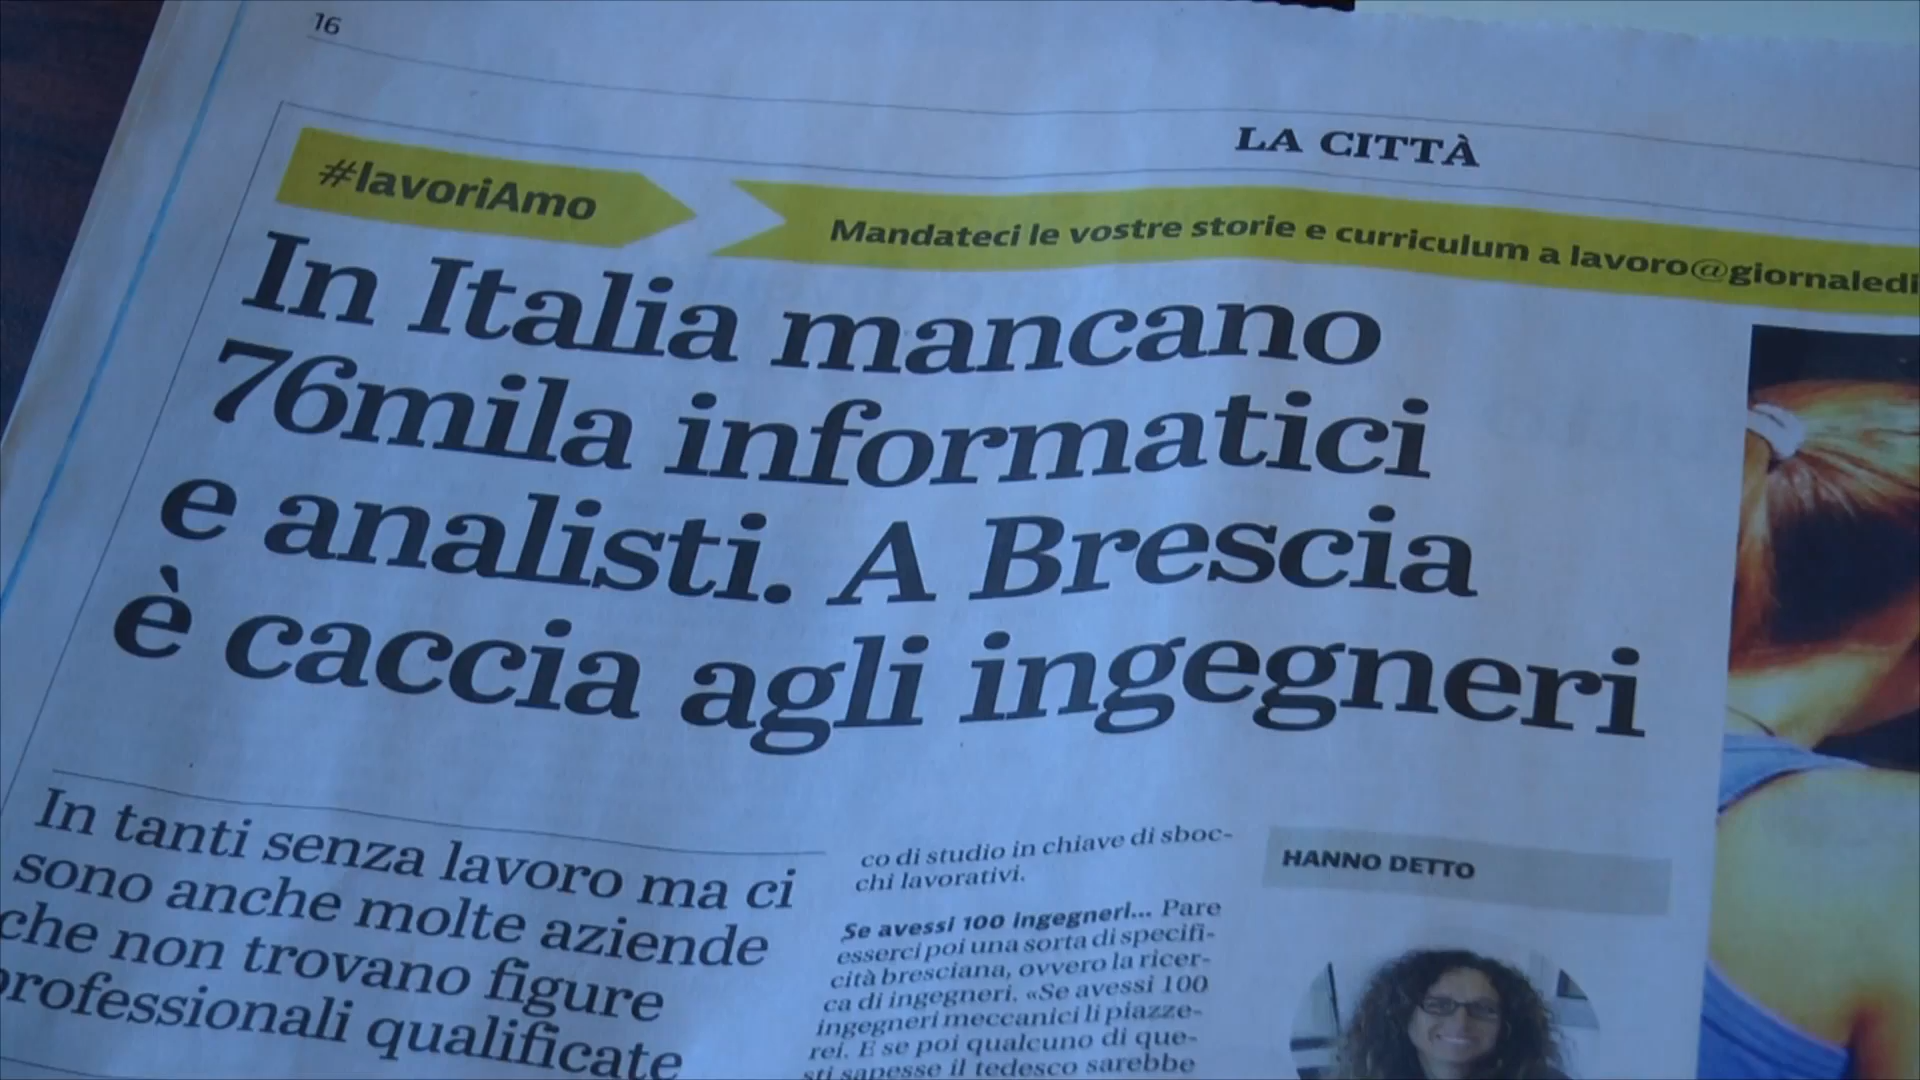 16
LA CITTÀ
#lavoriAmo
Mandateci le vostre storie e curriculum a lavoro@giornaledi
In Italia mancano
76mila informatici
e analisti. A Brescia
è caccia agli ingegneri
In tanti senza lavoro ma ci
sono anche molte aziende
che non trovano figure
professionali qualificate
co di studio in chiave di sboc-
chi lavorativi.
Se avessi 100 ingegneri... Pare
esserci poi una sorta di specifi-
cità bresciana, ovvero la ricer-
ca di ingegneri. «Se avessi 100
ingegneri meccanici li piazze-
rei. E se poi qualcuno di que-
sti sapesse il tedesco sarebbe
HANNO DETTO